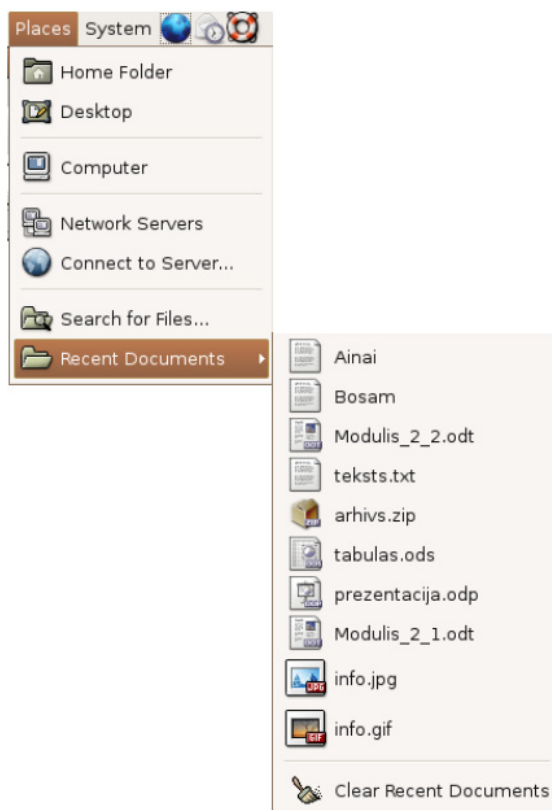 Places System
Home Folder
Desktop
Computer
Network Servers
Connect to Server...
Search for Files...
Recent Documents
Ainai
Bosam
Modulis_2_2.odt
teksts.txt
arhivs.zip
tabulas.ods
prezentacija.odp
Modulis_2_1.odt
info.jpg
info.gif
Clear Recent Documents